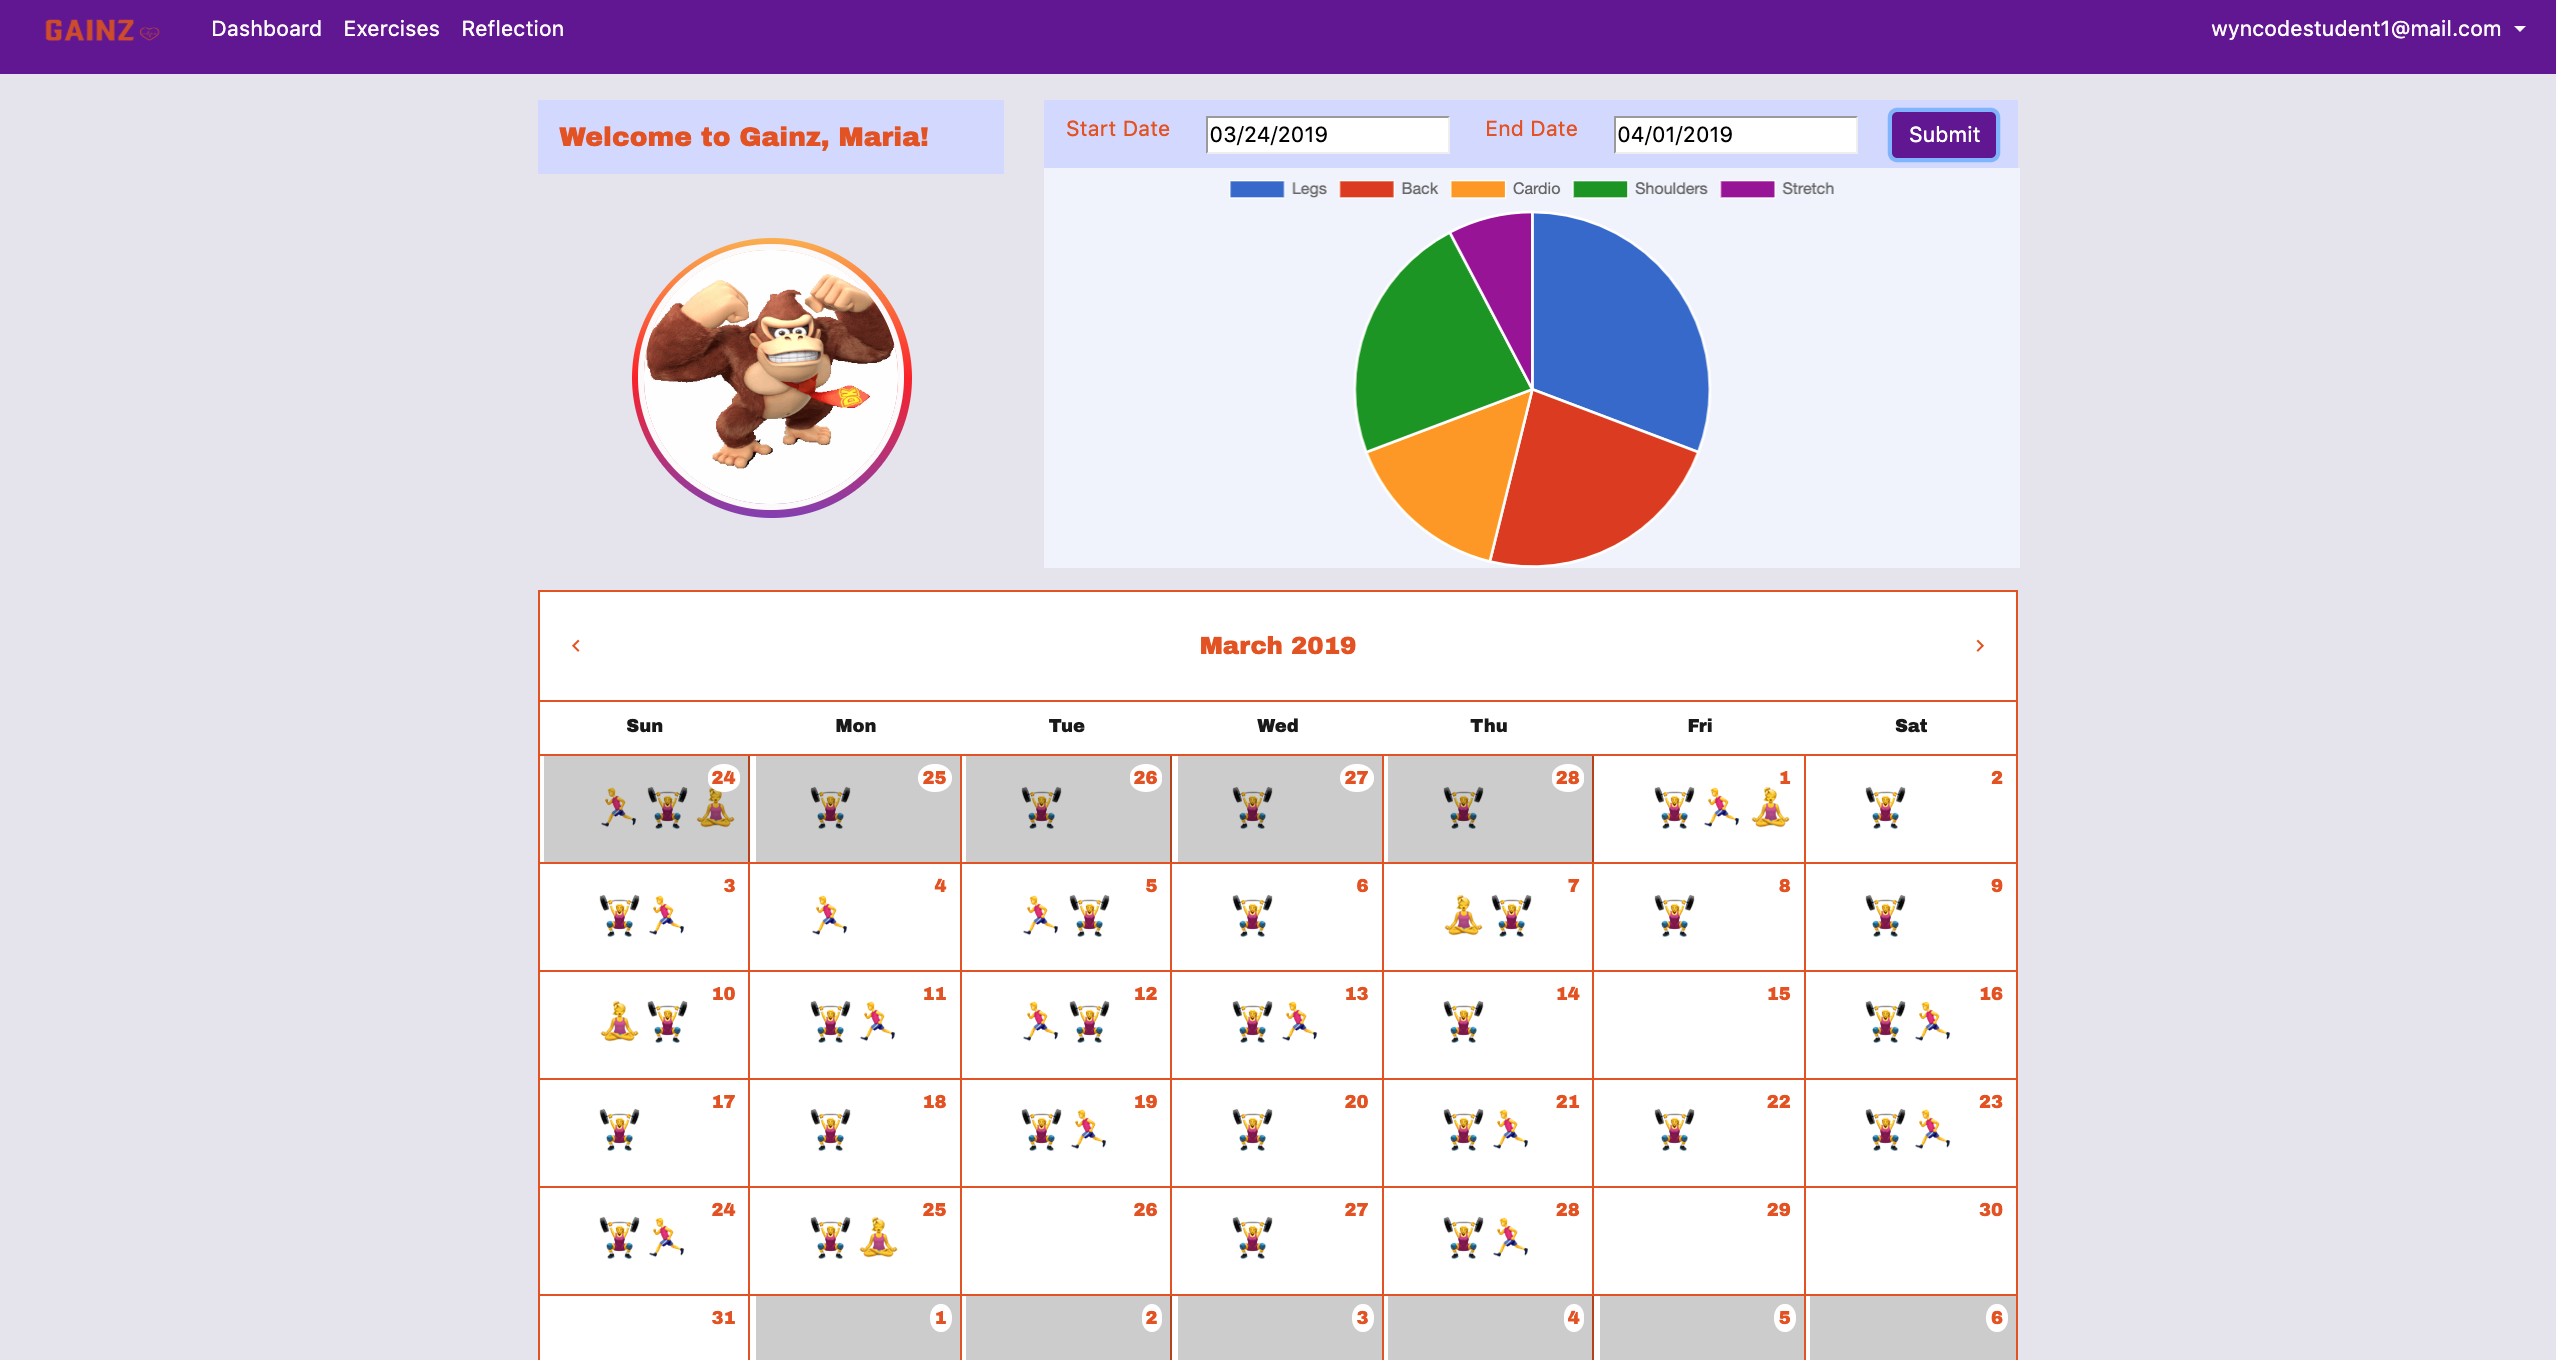 GAINZ Dashboard Exercises Reflection wyncodestudent1@mail.com
Welcome to Gainz, Maria!
Start Date 03/24/2019 End Date 04/01/2019 Submit
Legs Back Cardio Shoulders Stretch
DK
March 2019
Sun Mon Tue Wed Thu Fri Sat
24 25 26 27 28 1 2
3 4 5 6 7 8 9
10 11 12 13 14 15 16
17 18 19 20 21 22 23
24 25 26 27 28 29 30
31 1 2 3 4 5 6